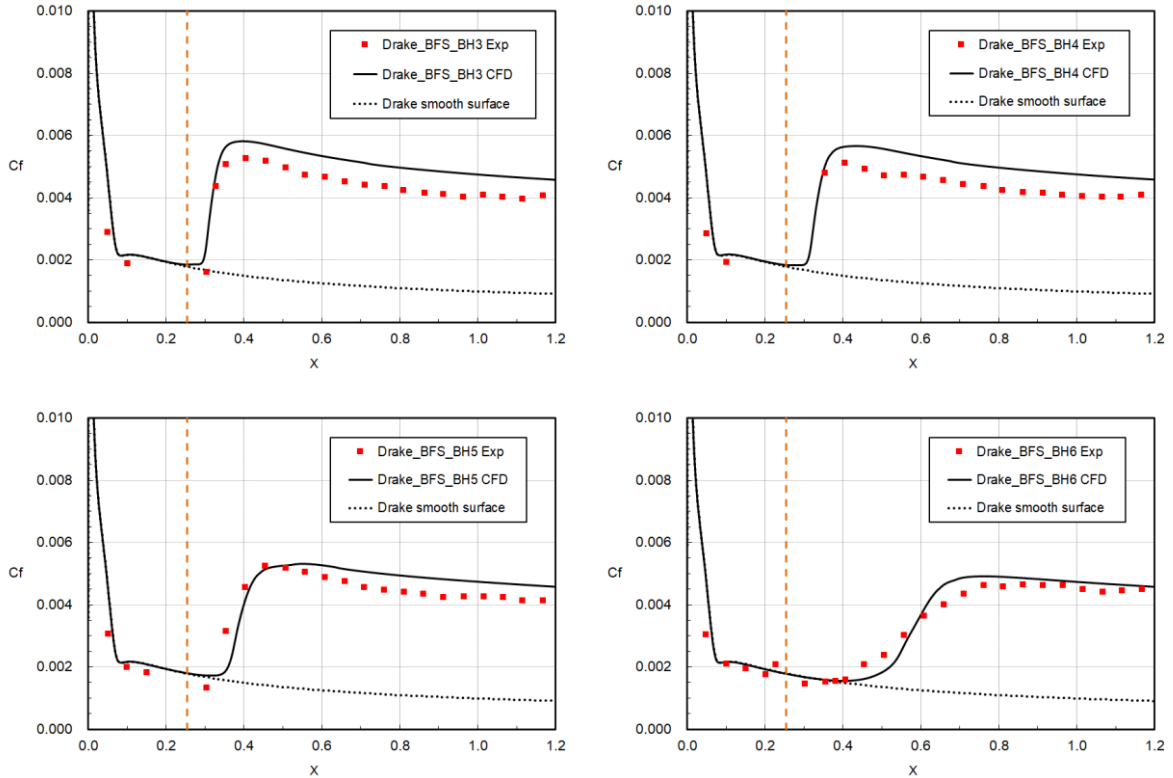 0.010
0.008
0.006
Cf
0.004
0.002
0.000
0.0 0.2 0.4 0.6 0.8 1.0 1.2
X
Drake_BFS_BH3 Exp
Drake_BFS_BH3 CFD
Drake smooth surface
0.010
0.008
0.006
Cf
0.004
0.002
0.000
0.0 0.2 0.4 0.6 0.8 1.0 1.2
X
Drake_BFS_BH4 Exp
Drake_BFS_BH4 CFD
Drake smooth surface
0.010
0.008
0.006
Cf
0.004
0.002
0.000
0.0 0.2 0.4 0.6 0.8 1.0 1.2
X
Drake_BFS_BH5 Exp
Drake_BFS_BH5 CFD
Drake smooth surface
0.010
0.008
0.006
Cf
0.004
0.002
0.000
0.0 0.2 0.4 0.6 0.8 1.0 1.2
X
Drake_BFS_BH6 Exp
Drake_BFS_BH6 CFD
Drake smooth surface